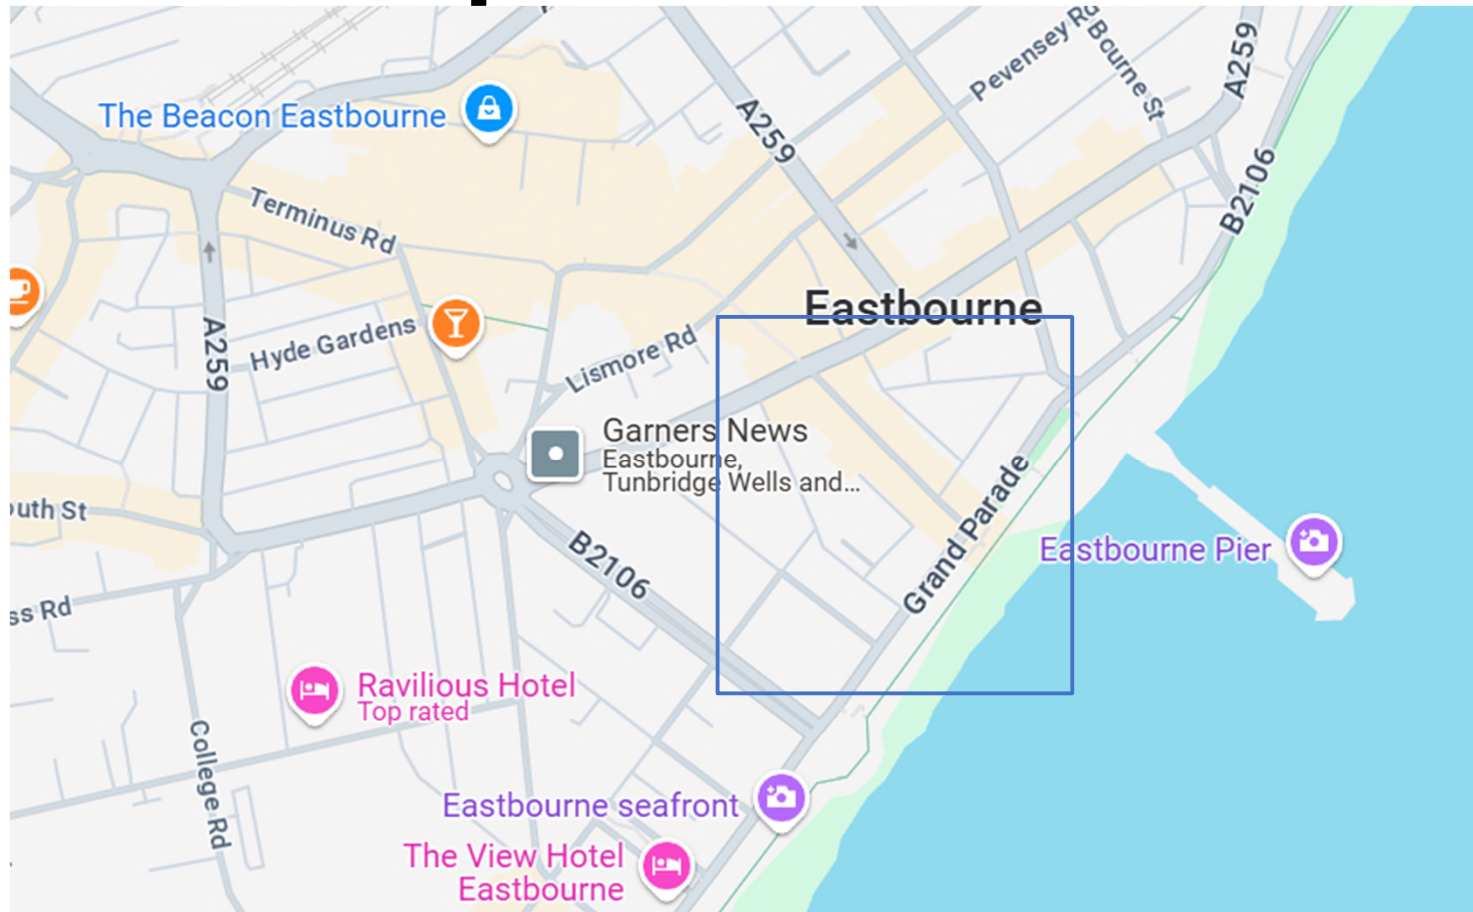 Pevensey Rd
Bourne St
A259
The Beacon Eastbourne
A259
B2106
Terminus Rd
Eastbourne
A259
Hyde Gardens
Lismore Rd
Garners News
Eastbourne,
Tunbridge Wells and...
outh St
Grand Parade
Eastbourne Pier
B2106
ss Rd
Ravilious Hotel
Top rated
College Rd
Eastbourne seafront
The View Hotel
Eastbourne